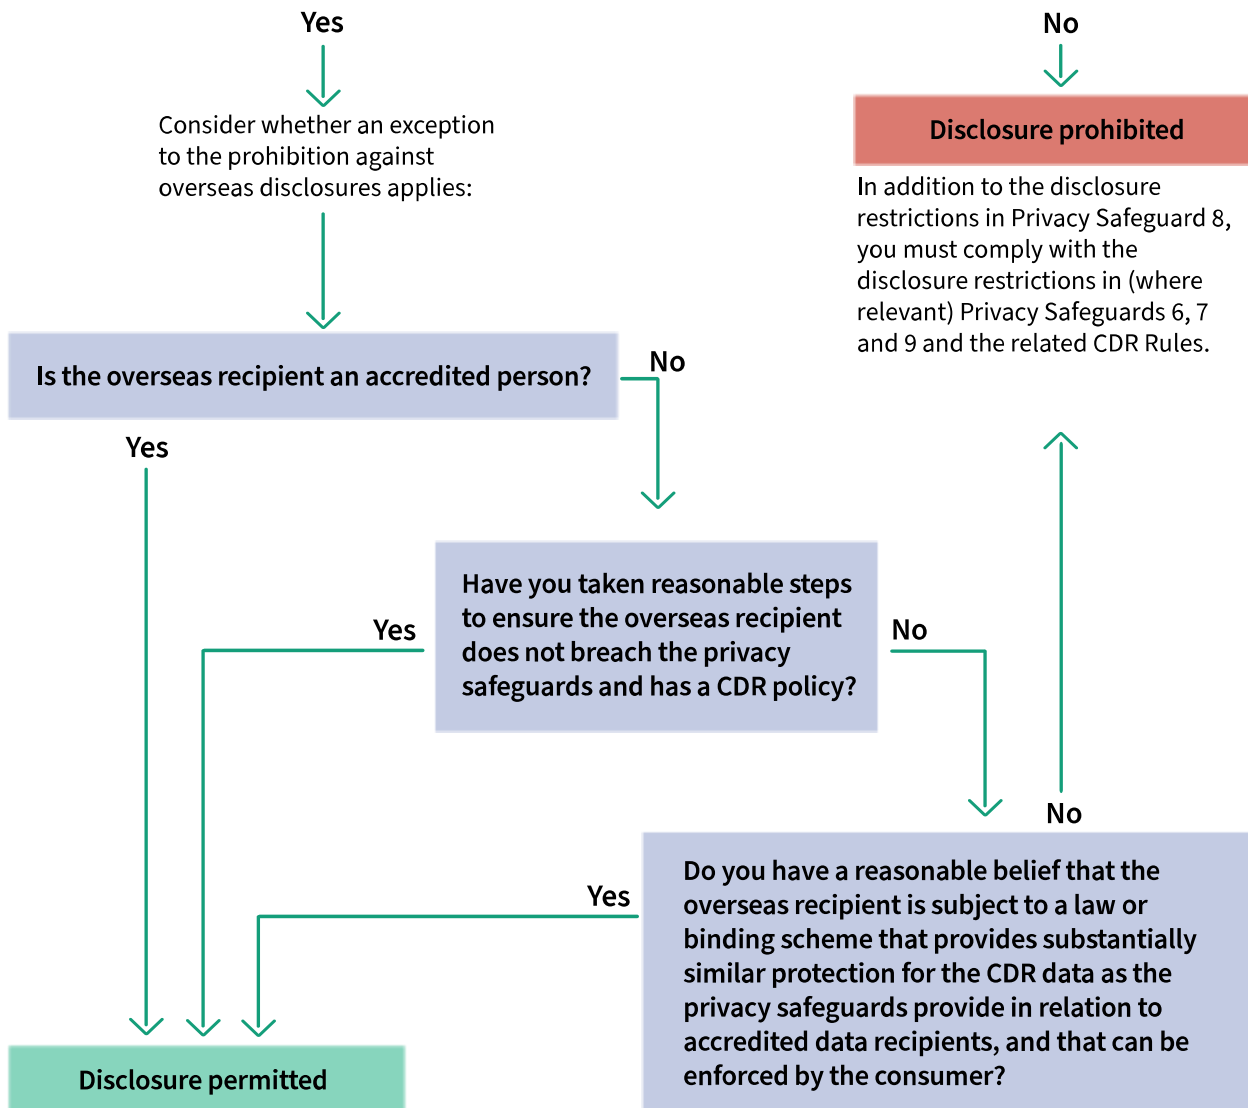 Yes
No
Consider whether an exception
to the prohibition against
overseas disclosures applies:
Disclosure prohibited
In addition to the disclosure
restrictions in Privacy Safeguard 8,
you must comply with the
disclosure restrictions in (where
relevant) Privacy Safeguards 6, 7
and 9 and the related CDR Rules.
Is the overseas recipient an accredited person?
No
Yes
Have you taken reasonable steps
to ensure the overseas recipient
does not breach the privacy
safeguards and has a CDR policy?
Yes
No
No
Do you have a reasonable belief that the
overseas recipient is subject to a law or
binding scheme that provides substantially
similar protection for the CDR data as the
privacy safeguards provide in relation to
accredited data recipients, and that can be
enforced by the consumer?
Yes
Disclosure permitted